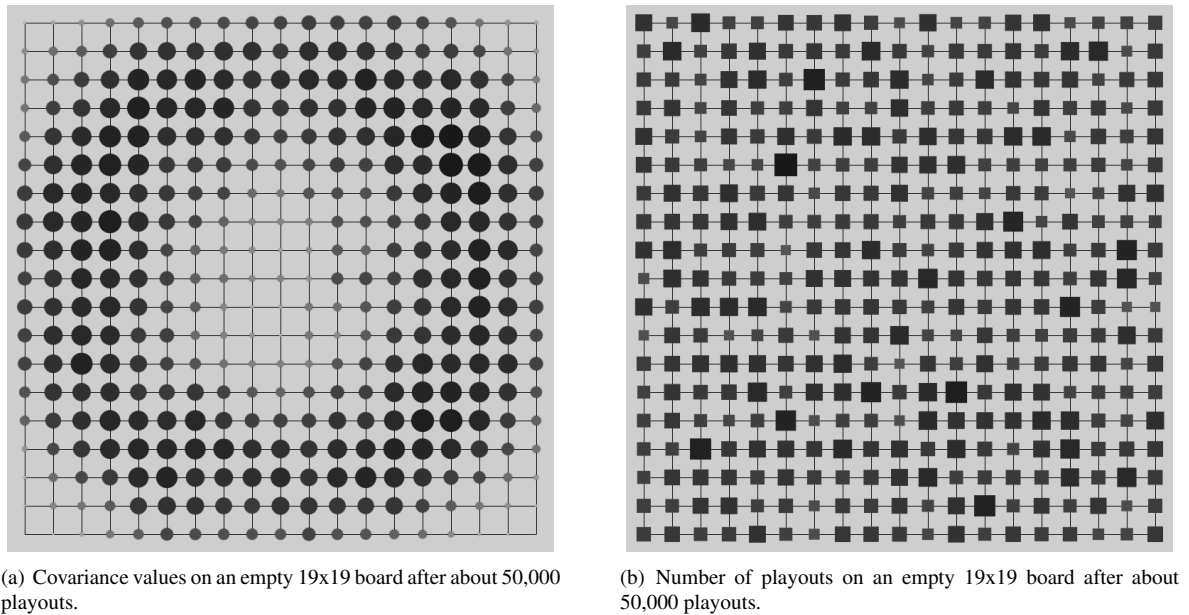 (a) Covariance values on an empty 19x19 board after about 50,000
playouts.
(b) Number of playouts on an empty 19x19 board after about
50,000 playouts.